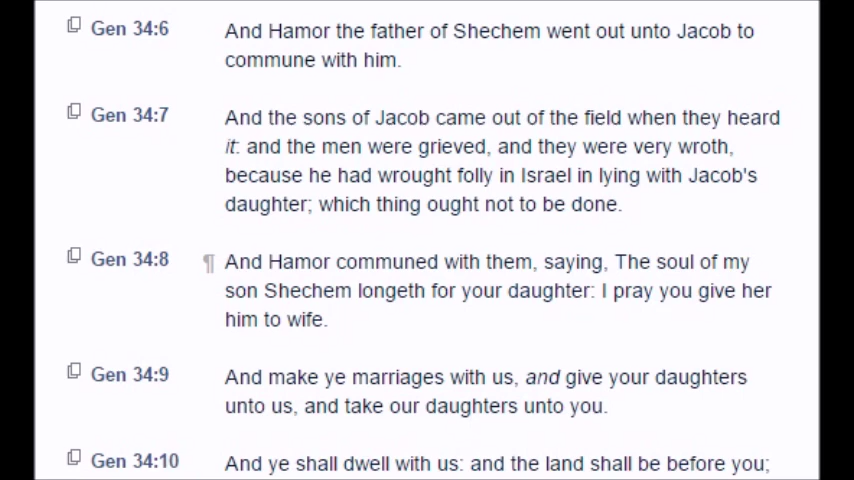 Gen 34:6 And Hamor the father of Shechem went out unto Jacob to
commune with him.
Gen 34:7 And the sons of Jacob came out of the field when they heard
it: and the men were grieved, and they were very wroth,
because he had wrought folly in Israel in lying with Jacob's
daughter; which thing ought not to be done.
Gen 34:8 ¶ And Hamor communed with them, saying, The soul of my
son Shechem longeth for your daughter: I pray you give her
him to wife.
Gen 34:9 And make ye marriages with us, and give your daughters
unto us, and take our daughters unto you.
Gen 34:10 And ye shall dwell with us: and the land shall be before you;